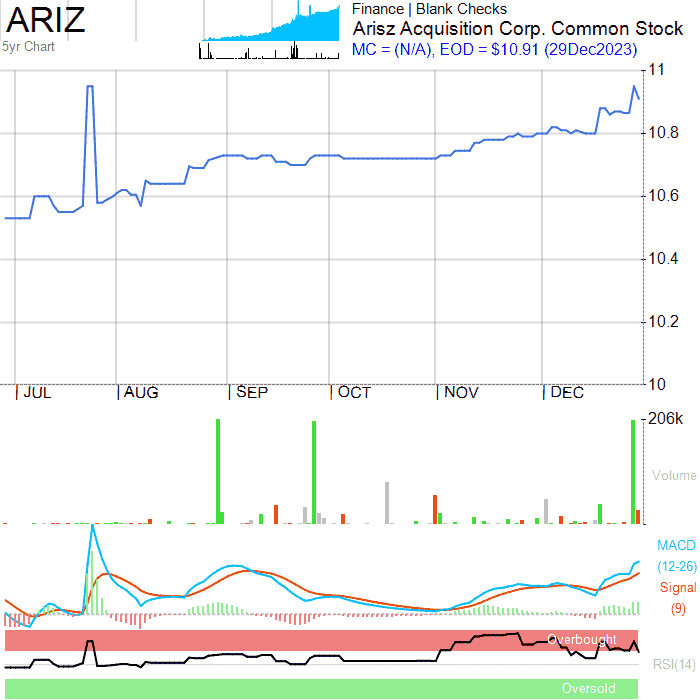 ARIZ
5yr Chart
Finance | Blank Checks
Arisz Acquisition Corp. Common Stock
MC = (N/A), EOD = $10.91 (29Dec2023)
11
10.8
10.6
10.4
10.2
10
|JUL |AUG |SEP |OCT |NOV |DEC
206k
Volume
MACD
(12-26)
Signal
(9)
Overbought
RSI(14)
Oversold